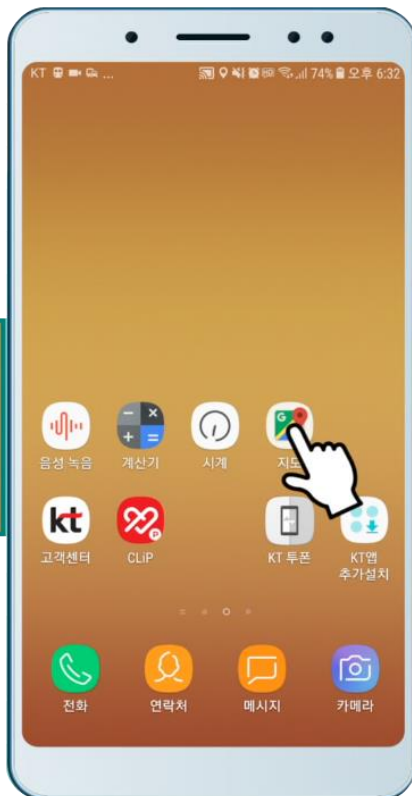 KT ... 74% 오후 6:32
음성 녹음 계산기 시계 지도
kt
고객센터 CLiP KT 투폰 KT앱
추가설치
전화 연락처 메시지 카메라